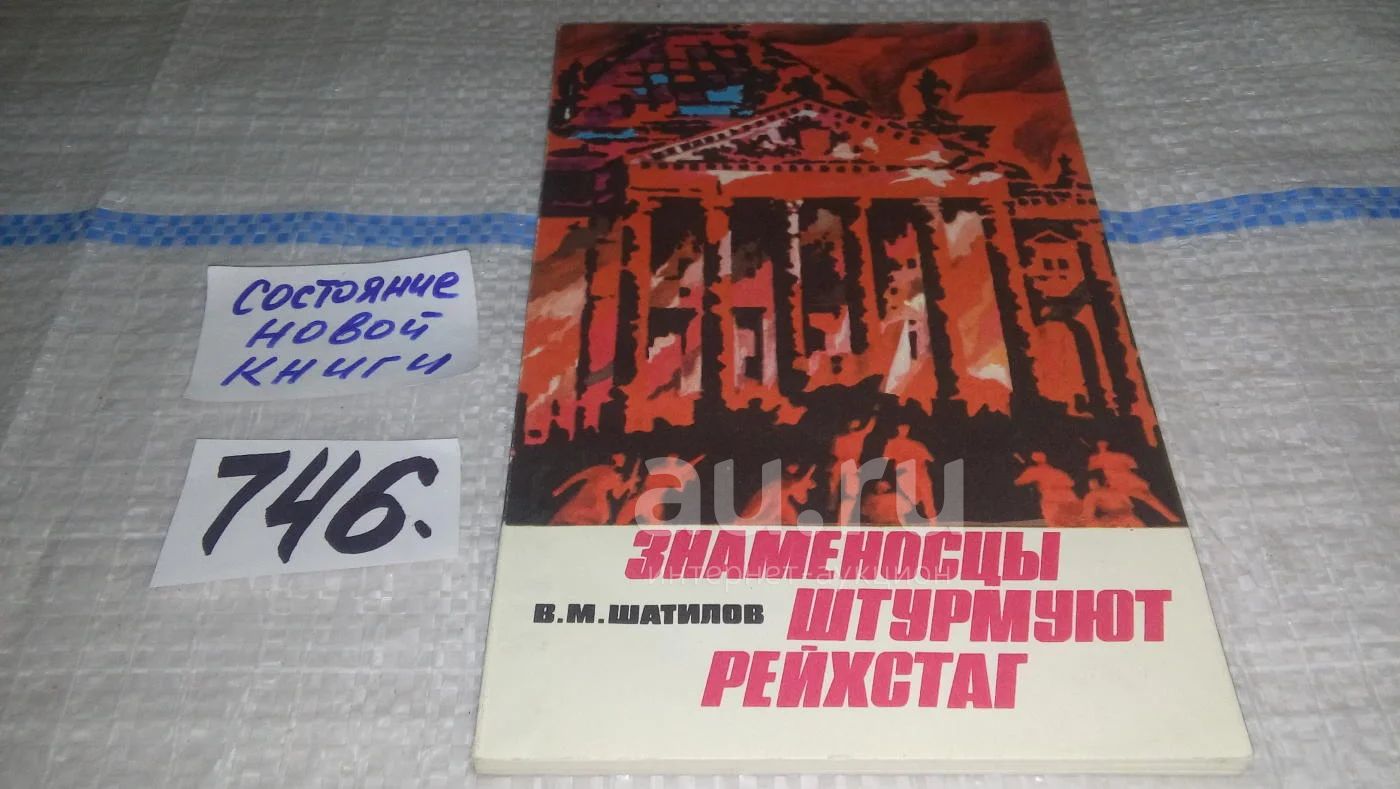 состояние
новой
книги
746.
au.ru
интернет-аукцион
ЗНАМЕНОСЦЫ
В.М.ШАТИЛОВ ШТУРМУЮТ
РЕЙХСТАГ